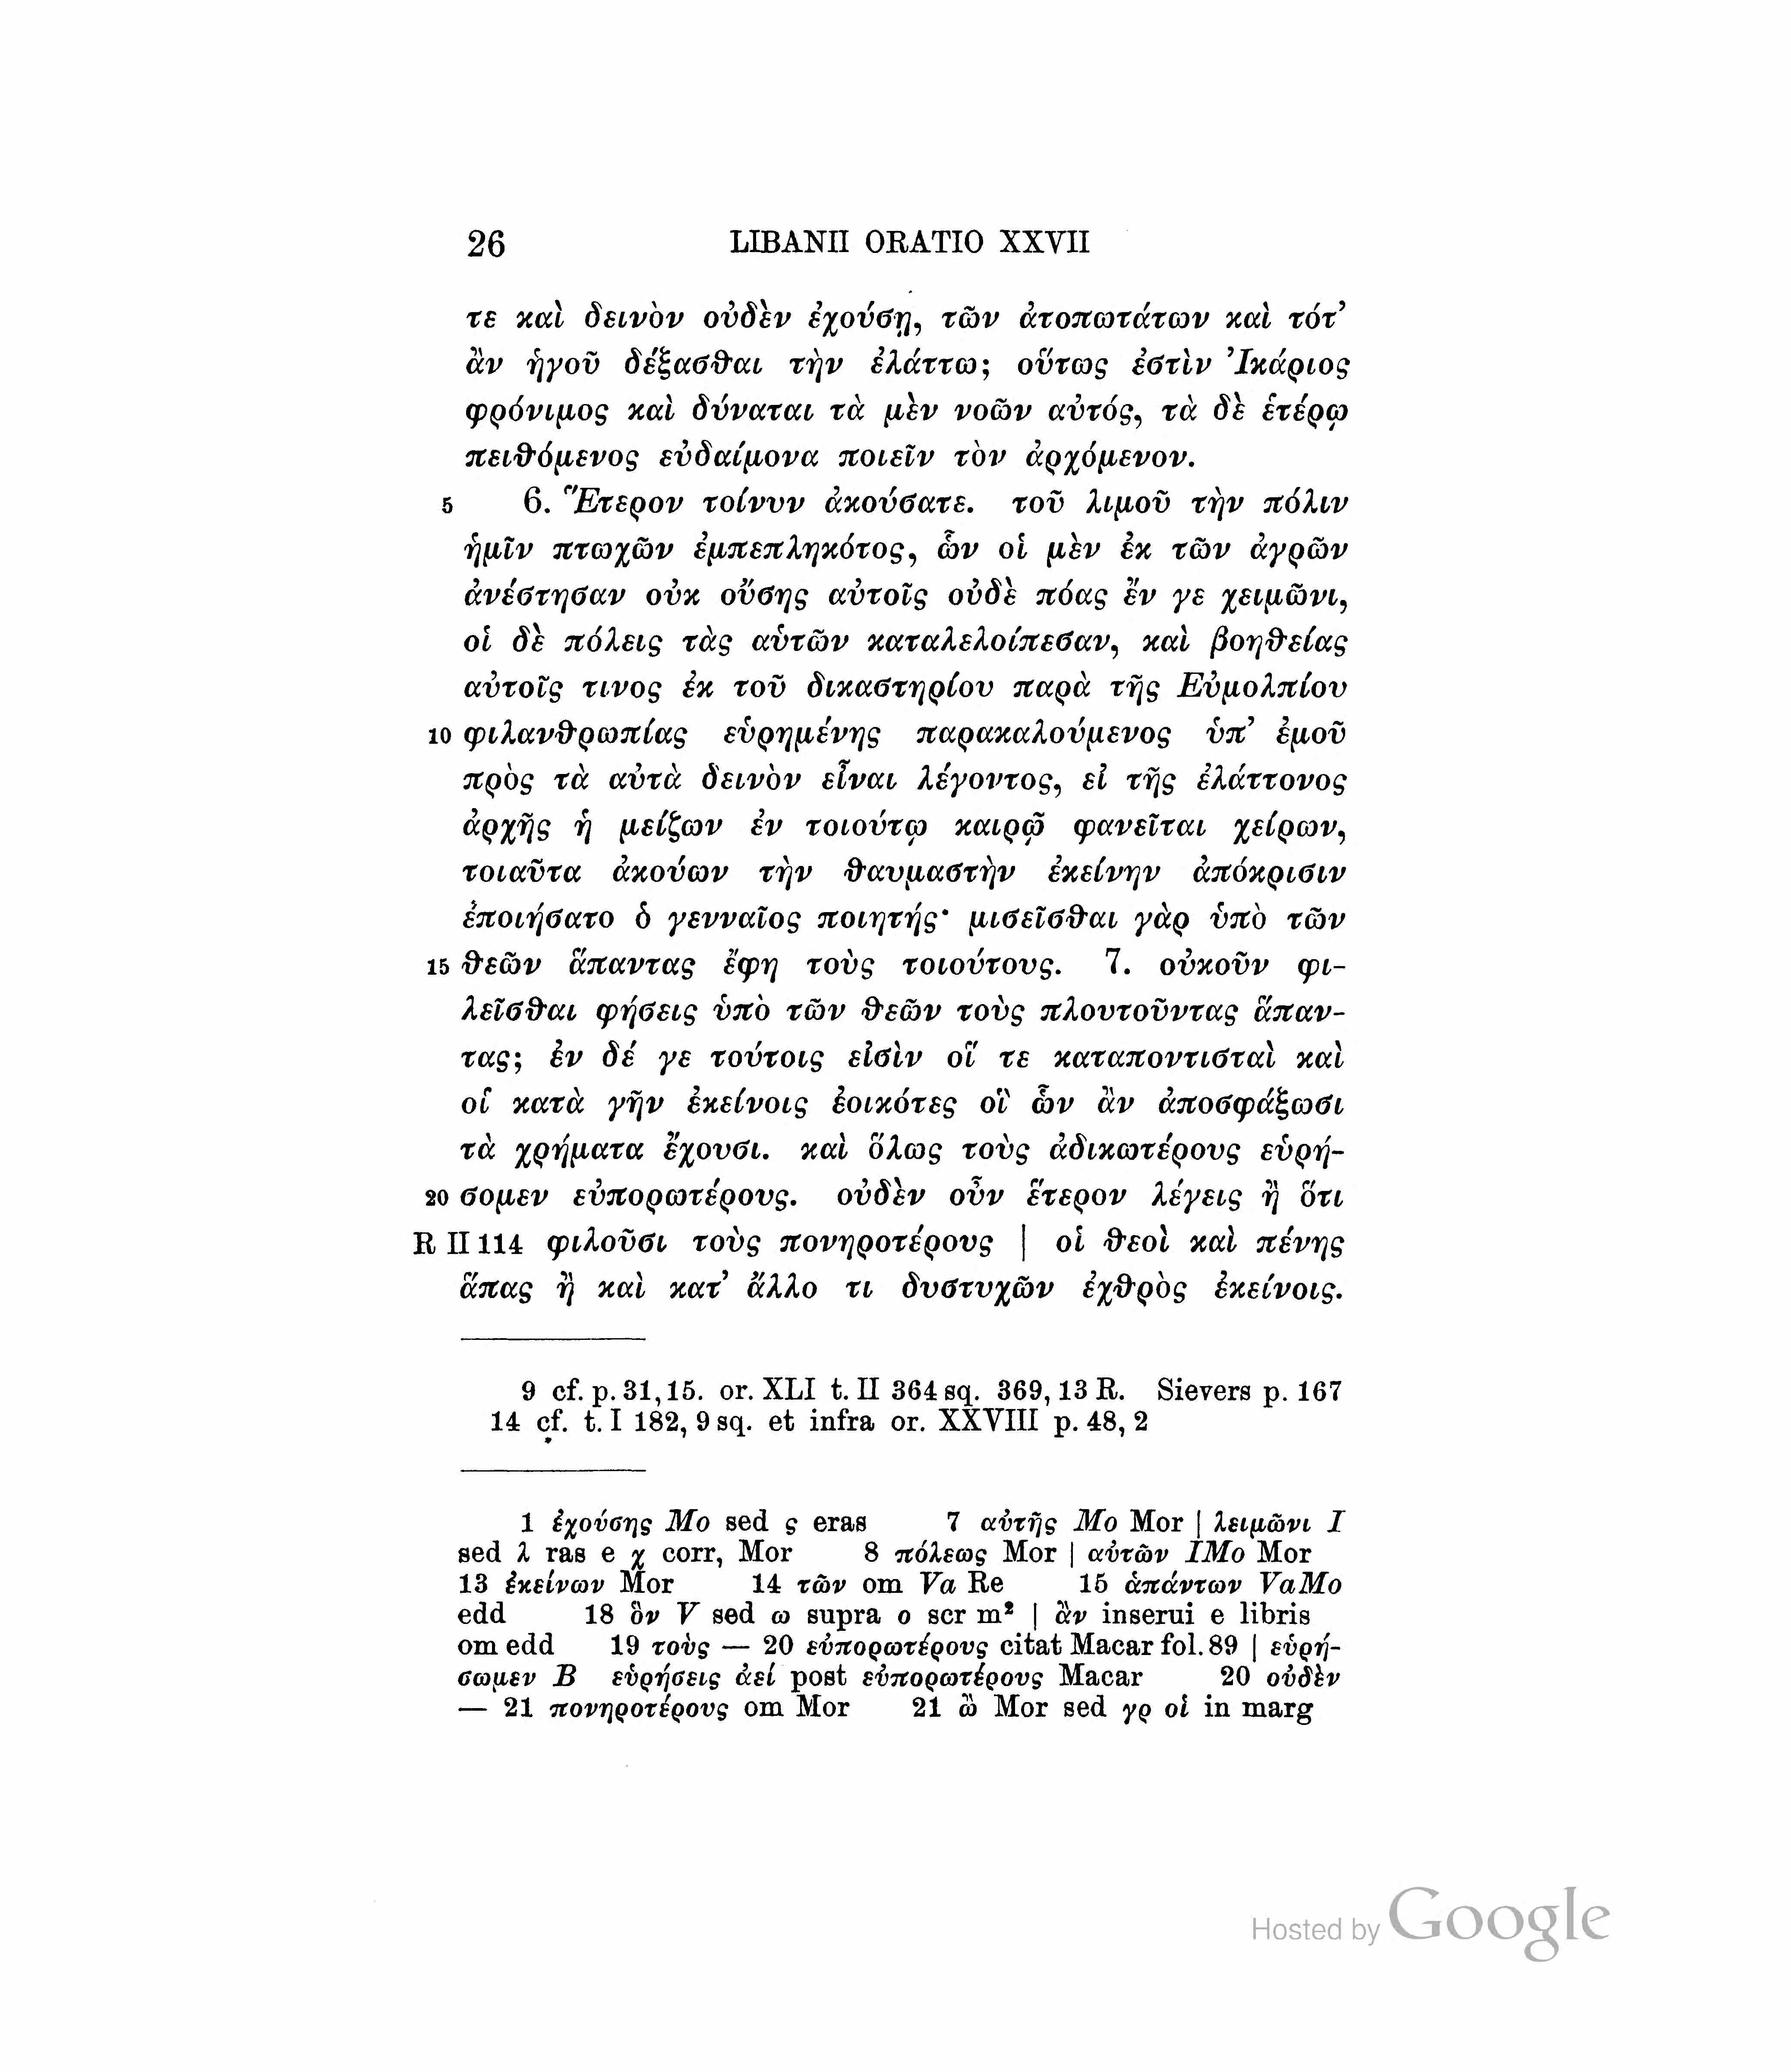 26 LIBANII ORATIO XXVII
τε καὶ δεινὸν οὐδὲν ἐχούσῃ, τῶν ἀτοπωτάτων καὶ τότ’
ἂν ἡγοῦ δέξασθαι τὴν ἐλάττω; οὕτως ἐστὶν Ἰκάριος
φρόνιμος καὶ δύναται τὰ μὲν νοῶν αὐτός, τὰ δὲ ἑτέρῳ
πειθόμενος εὐδαίμονα ποιεῖν τὸν ἀρχόμενον.
5 6. Ἕτερον τοίνυν ἀκούσατε. τοῦ λιμοῦ τὴν πόλιν
ἡμῖν πτωχῶν ἐμπεπληκότος, ὧν οἱ μὲν ἐκ τῶν ἀγρῶν
ἀνέστησαν οὐκ οὔσης αὐτοῖς οὐδὲ πόας ἔν γε χειμῶνι,
οἱ δὲ πόλεις τὰς αὑτῶν καταλελοίπεσαν, καὶ βοηθείας
αὐτοῖς τινος ἐκ τοῦ δικαστηρίου παρὰ τῆς Εὐμολπίου
10 φιλανθρωπίας εὑρημένης παρακαλούμενος ὑπ’ ἐμοῦ
πρὸς τὰ αὐτὰ δεινὸν εἶναι λέγοντος, εἰ τῆς ἐλάττονος
ἀρχῆς ἡ μείζων ἐν τοιούτῳ καιρῷ φανεῖται χείρων,
τοιαῦτα ἀκούων τὴν θαυμαστὴν ἐκείνην ἀπόκρισιν
ἐποιήσατο ὁ γενναῖος ποιητής· μισεῖσθαι γὰρ ὑπὸ τῶν
15 θεῶν ἅπαντας ἔφη τοὺς τοιούτους. 7. οὐκοῦν φι-
λεῖσθαι φήσεις ὑπὸ τῶν θεῶν τοὺς πλουτοῦντας ἅπαν-
τας; ἐν δέ γε τούτοις εἰσὶν οἵ τε καταποντισταὶ καὶ
οἱ κατὰ γῆν ἐκείνοις ἐοικότες οἳ ὧν ἂν ἀποσφάξωσι
τὰ χρήματα ἔχουσι. καὶ ὅλως τοὺς ἀδικωτέρους εὑρή-
20 σομεν εὐπορωτέρους. οὐδὲν οὖν ἕτερον λέγεις ἢ ὅτι
R II 114 φιλοῦσι τοὺς πονηροτέρους | οἱ θεοὶ καὶ πένης
ἅπας ἢ καὶ κατ’ ἄλλο τι δυστυχῶν ἐχθρὸς ἐκείνοις.
9 cf. p. 31, 15. or. XLI t. II 364 sq. 369, 13 R. Sievers p. 167
14 cf. t. I 182, 9 sq. et infra or. XXVIII p. 48, 2
1 ἐχούσης Mo sed ς eras 7 αὐτῆς Mo Mor | λειμῶνι I
sed λ ras e χ corr, Mor 8 πόλεως Mor | αὐτῶν IMo Mor
13 ἐκείνων Mor 14 τῶν om Va Re 15 ἁπάντων VaMo
edd 18 ὃν V sed ω supra ο scr m² | ἂν inserui e libris
om edd 19 τοὺς — 20 εὐπορωτέρους citat Macar fol. 89 | εὑρή-
σωμεν B εὑρήσεις ἀεί post εὐπορωτέρους Macar 20 οὐδὲν
— 21 πονηροτέρους om Mor 21 ὢ Mor sed γρ οἱ in marg
Hosted by Google